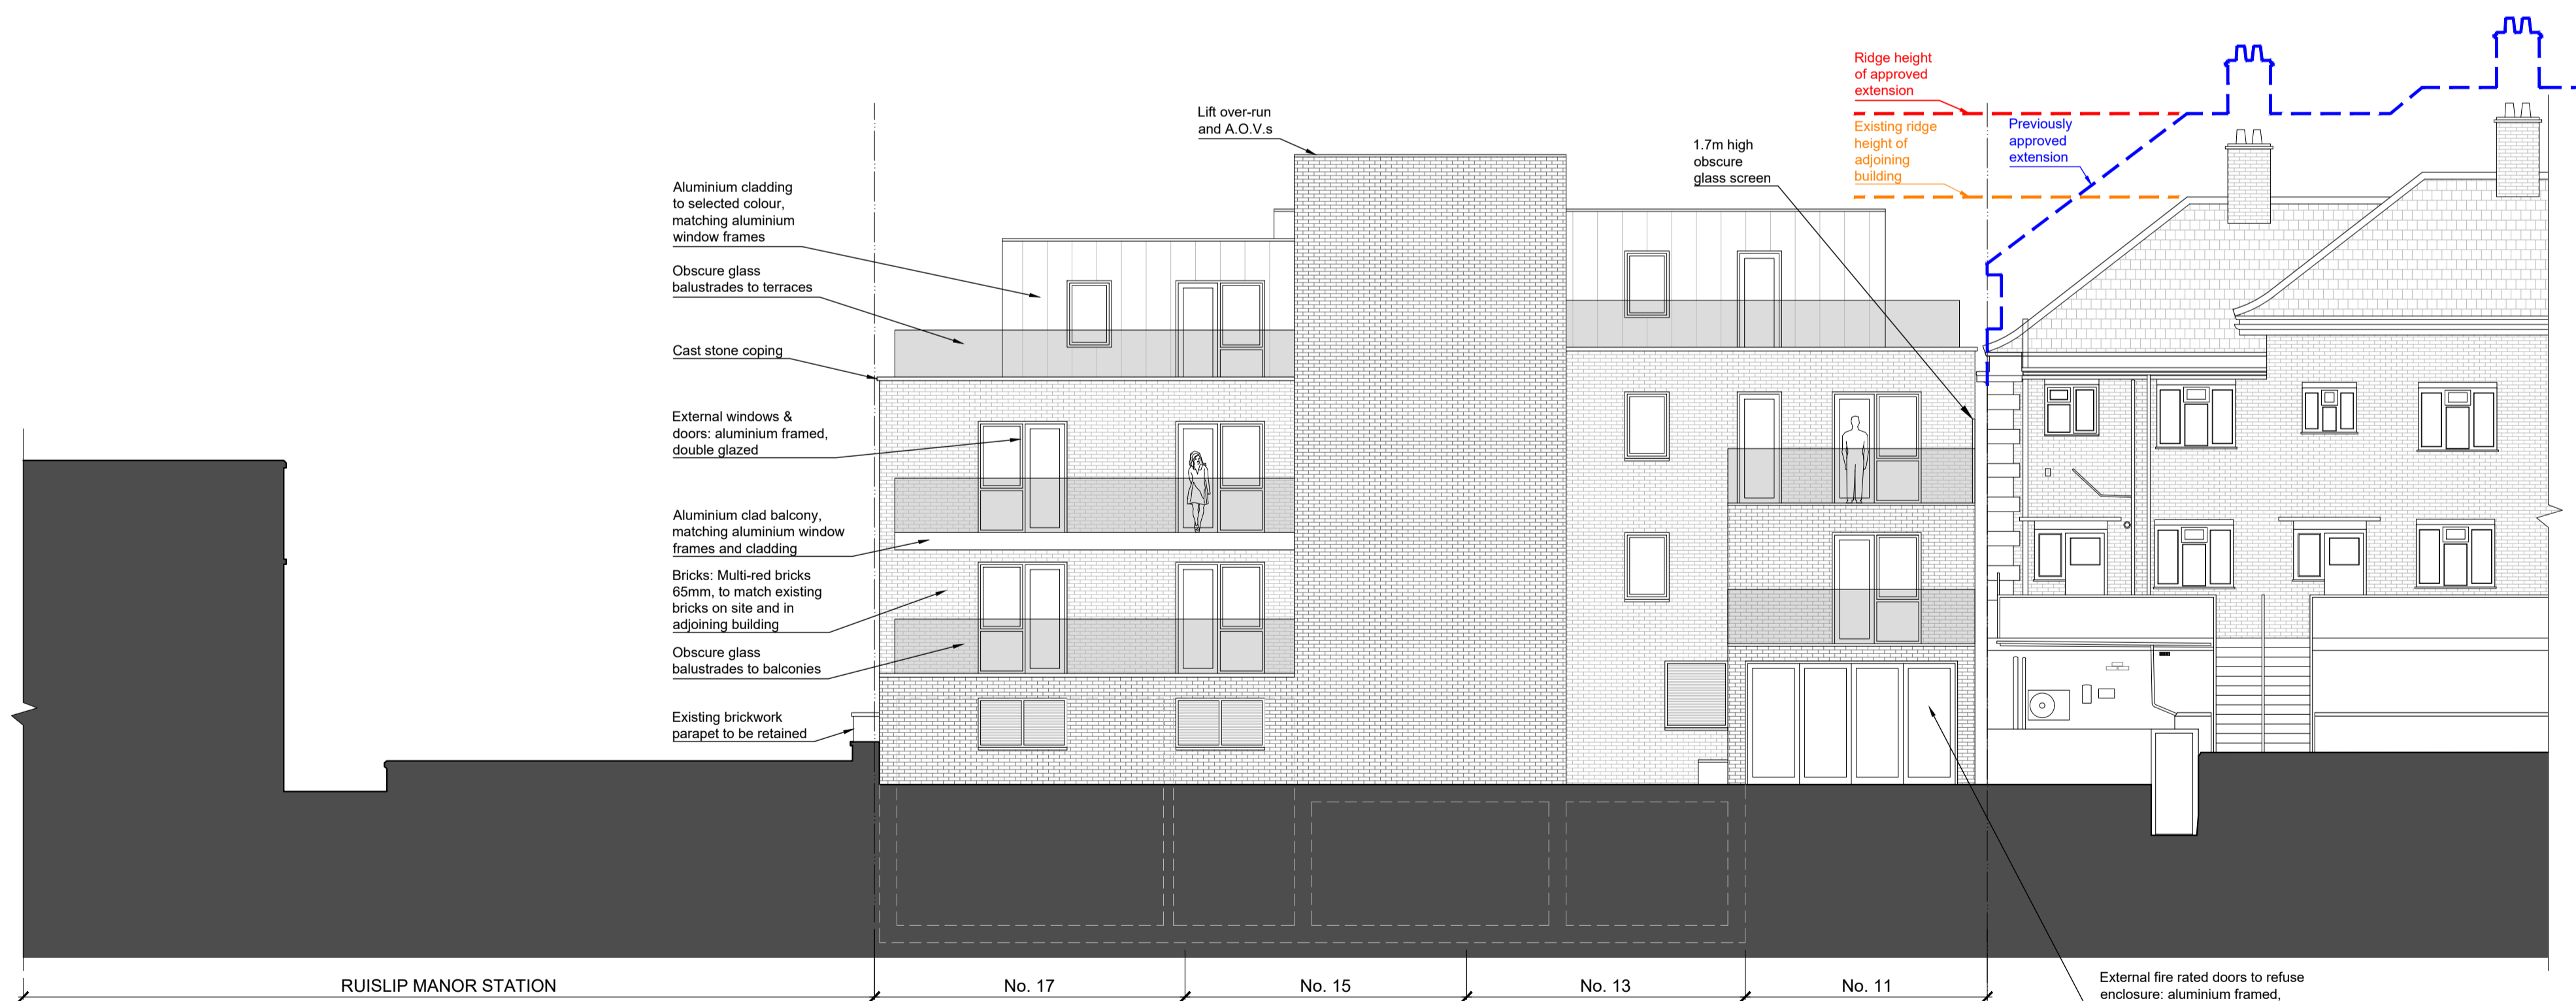 Ridge height
of approved
extension
Lift over-run
and A.O.V.s
Existing ridge
height of
adjoining
building
Previously
approved
extension
1.7m high
obscure
glass screen
Aluminium cladding
to selected colour,
matching aluminium
window frames
Obscure glass
balustrades to terraces
Cast stone coping
External windows &
doors: aluminium framed,
double glazed
Aluminium clad balcony,
matching aluminium window
frames and cladding
Bricks: Multi-red bricks
65mm, to match existing
bricks on site and in
adjoining building
Obscure glass
balustrades to balconies
Existing brickwork
parapet to be retained
RUISLIP MANOR STATION
No. 17
No. 15
No. 13
No. 11
External fire rated doors to refuse
enclosure: aluminium framed,